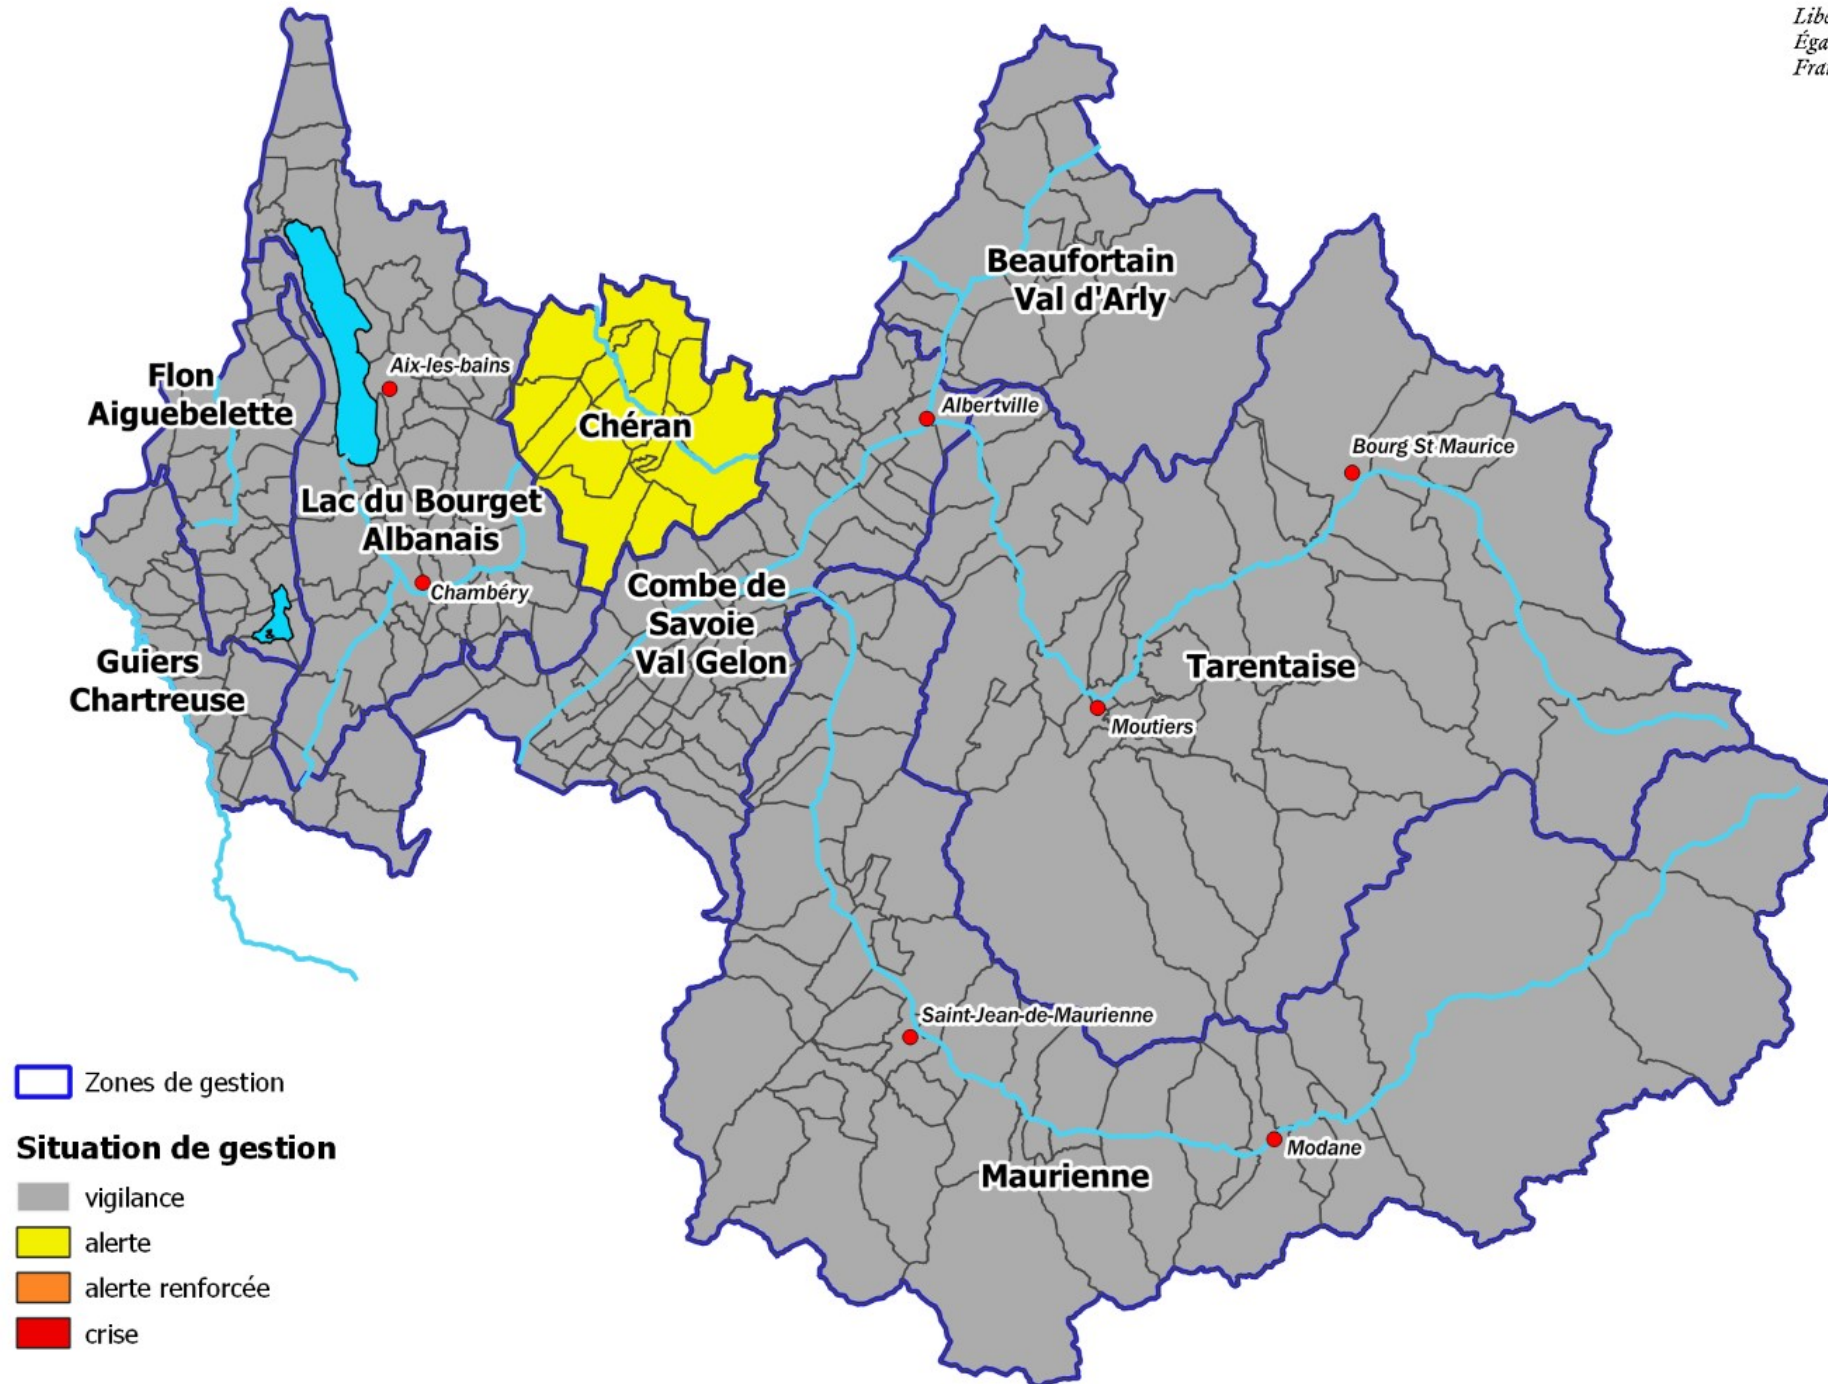 Beaufortain
Val d'Arly
Flon
Aiguebelette
Aix-les-bains
Chéran
Albertville
Bourg St Maurice
Lac du Bourget
Albanais
Chambéry
Combe de
Savoie
Val Gelon
Guiers
Chartreuse
Tarentaise
Moutiers
Saint-Jean-de-Maurienne
Modane
Maurienne
Zones de gestion
Situation de gestion
vigilance
alerte
alerte renforcée
crise